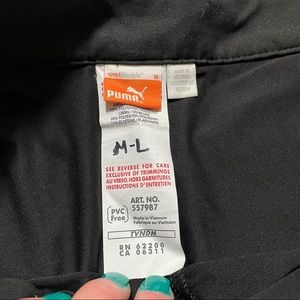 PUMA
M-L
SEE REVERSE FOR CARE
EXCLUSIVE OF TRIMMINGS
AU VERSO. HORS GARNITURES
INSTRUCTIONS D'ENTRETIEN
ART. NO.
557987
PVC
Free
Made in Vietnam
Fabriqué au Vietnam
TVNDM
RN 62200
CA 06311